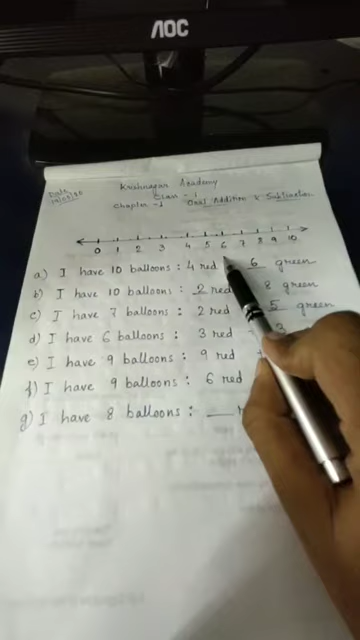 AOC
Krishnagar Academy
Date
Class - 1
Chapter - 1 Oral Addition & Subtraction
0 1 2 3 4 5 6 7 8 9 10
a) I have 10 balloons : 4 red 6 green
b) I have 10 balloons : 2 red 8 green
c) I have 7 balloons : 2 red 5 green
d) I have 6 balloons : 3 red 3
e) I have 9 balloons : 9 red
f) I have 9 balloons : 6 red
g) I have 8 balloons : __